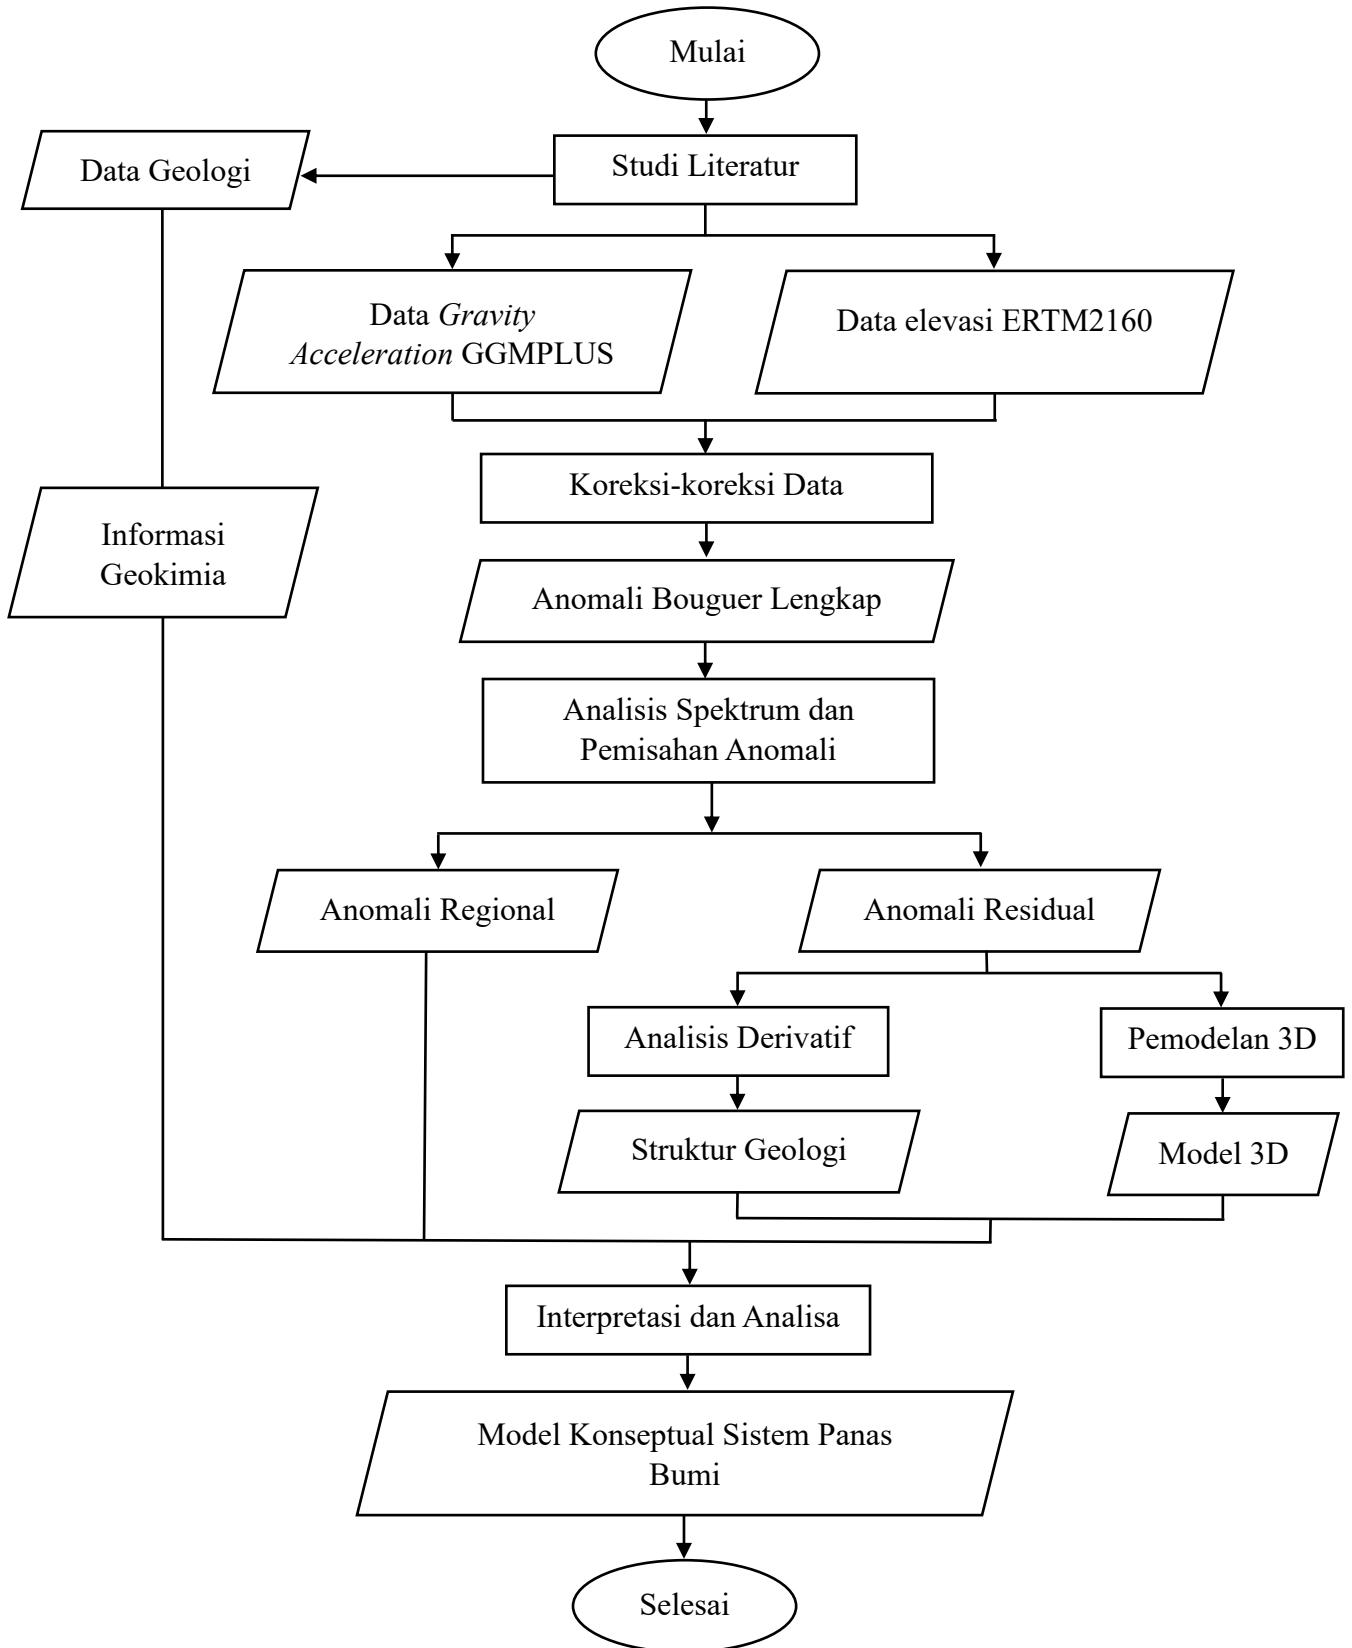 Mulai
Studi Literatur
Data Geologi
Data Gravity
Acceleration GGMPLUS
Data elevasi ERTM2160
Koreksi-koreksi Data
Informasi
Geokimia
Anomali Bouguer Lengkap
Analisis Spektrum dan
Pemisahan Anomali
Anomali Regional
Anomali Residual
Analisis Derivatif
Pemodelan 3D
Struktur Geologi
Model 3D
Interpretasi dan Analisa
Model Konseptual Sistem Panas
Bumi
Selesai